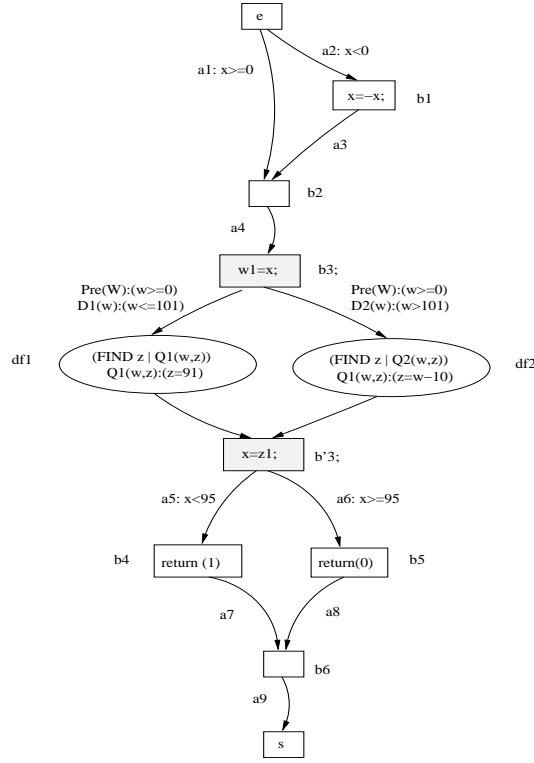 e
a2: x<0
a1: x>=0
x=−x;
b1
a3
b2
a4
w1=x;
b3;
Pre(W):(w>=0)
D1(w):(w<=101)
Pre(W):(w>=0)
D2(w):(w>101)
df1
(FIND z | Q1(w,z))
Q1(w,z):(z=91)
(FIND z | Q2(w,z))
Q1(w,z):(z=w−10)
df2
x=z1;
b'3;
a5: x<95
a6: x>=95
b4
return (1)
return(0)
b5
a7
a8
b6
a9
s